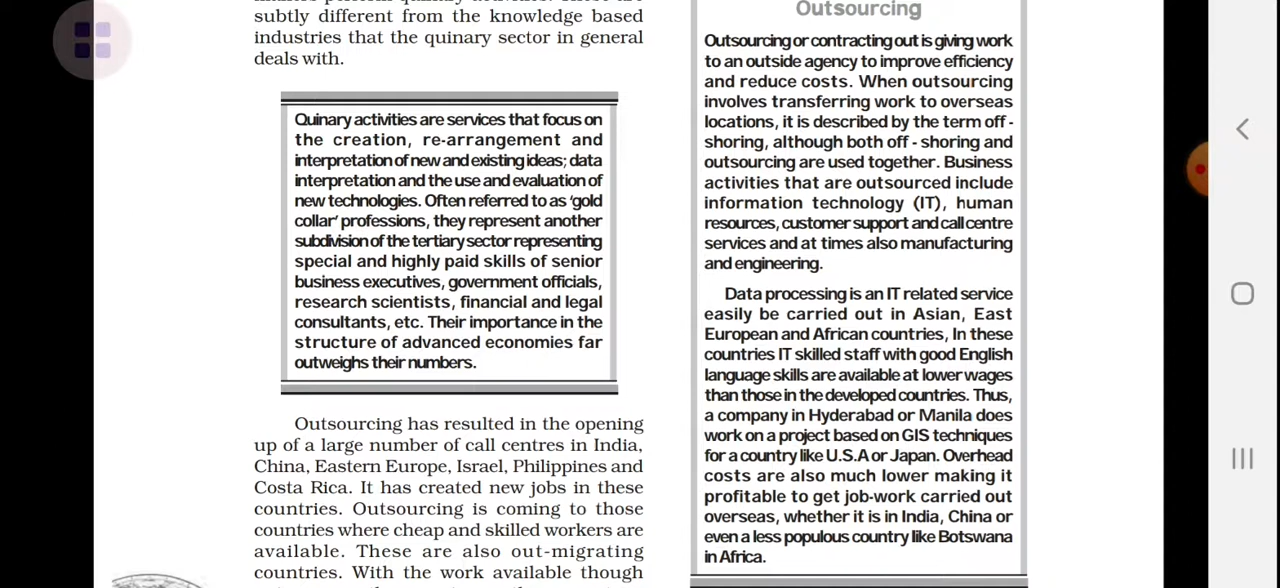 subtly different from the knowledge based
industries that the quinary sector in general
deals with.
Quinary activities are services that focus on
the creation, re-arrangement and
interpretation of new and existing ideas; data
interpretation and the use and evaluation of
new technologies. Often referred to as ‘gold
collar’ professions, they represent another
subdivision of the tertiary sector representing
special and highly paid skills of senior
business executives, government officials,
research scientists, financial and legal
consultants, etc. Their importance in the
structure of advanced economies far
outweighs their numbers.
Outsourcing has resulted in the opening
up of a large number of call centres in India,
China, Eastern Europe, Israel, Philippines and
Costa Rica. It has created new jobs in these
countries. Outsourcing is coming to those
countries where cheap and skilled workers are
available. These are also out-migrating
countries. With the work available though
Outsourcing
Outsourcing or contracting out is giving work
to an outside agency to improve efficiency
and reduce costs. When outsourcing
involves transferring work to overseas
locations, it is described by the term off -
shoring, although both off - shoring and
outsourcing are used together. Business
activities that are outsourced include
information technology (IT), human
resources, customer support and call centre
services and at times also manufacturing
and engineering.
Data processing is an IT related service
easily be carried out in Asian, East
European and African countries, In these
countries IT skilled staff with good English
language skills are available at lower wages
than those in the developed countries. Thus,
a company in Hyderabad or Manila does
work on a project based on GIS techniques
for a country like U.S.A or Japan. Overhead
costs are also much lower making it
profitable to get job-work carried out
overseas, whether it is in India, China or
even a less populous country like Botswana
in Africa.